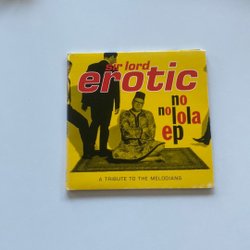 sir lord
erotic
no
no lola
ep
A TRIBUTE TO THE MELODIANS